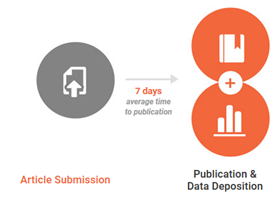 7 days
average time
to publication
Article Submission
Publication &
Data Deposition